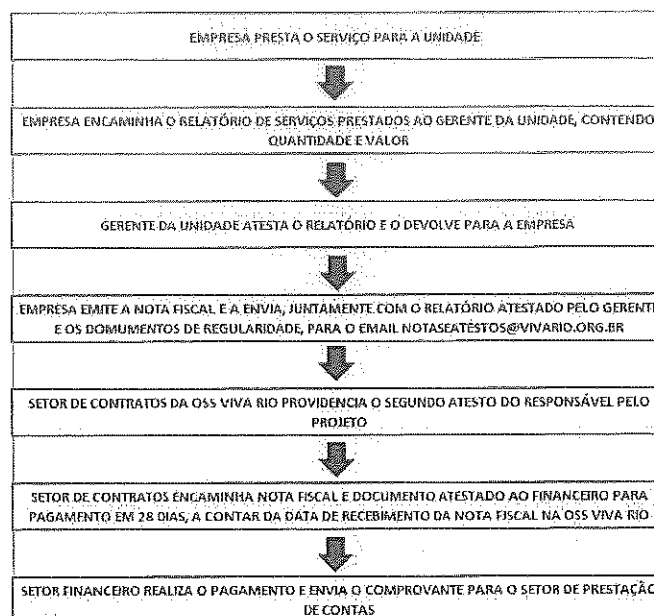 EMPRESA PRESTA O SERVIÇO PARA A UNIDADE
EMPRESA ENCAMINHA O RELATÓRIO DE SERVIÇOS PRESTADOS AO GERENTE DA UNIDADE, CONTENDO
QUANTIDADE E VALOR
GERENTE DA UNIDADE ATESTA O RELATÓRIO E O DEVOLVE PARA A EMPRESA
EMPRESA EMITE A NOTA FISCAL E A ENVIA, JUNTAMENTE COM O RELATÓRIO ATESTADO PELO GERENTE
E OS DOMUMENTOS DE REGULARIDADE, PARA O EMAIL NOTASEATESTOS@VIVARIO.ORG.BR
SETOR DE CONTRATOS DA OSS VIVA RIO PROVIDENCIA O SEGUNDO ATESTO DO RESPONSÁVEL PELO
PROJETO
SETOR DE CONTRATOS ENCAMINHA NOTA FISCAL E DOCUMENTO ATESTADO AO FINANCEIRO PARA
PAGAMENTO EM 28 DIAS, A CONTAR DA DATA DE RECEBIMENTO DA NOTA FISCAL NA OSS VIVA RIO
SETOR FINANCEIRO REALIZA O PAGAMENTO E ENVIA O COMPROVANTE PARA O SETOR DE PRESTAÇÃO
DE CONTAS